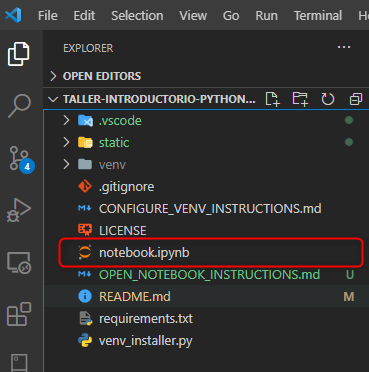 File Edit Selection View Go Run Terminal
EXPLORER
OPEN EDITORS
TALLER-INTRODUCTORIO-PYTHON...
.vscode
static
venv
.gitignore
CONFIGURE_VENV_INSTRUCTIONS.md
LICENSE
notebook.ipynb
4
OPEN_NOTEBOOK_INSTRUCTIONS.md U
README.md M
requirements.txt
venv_installer.py